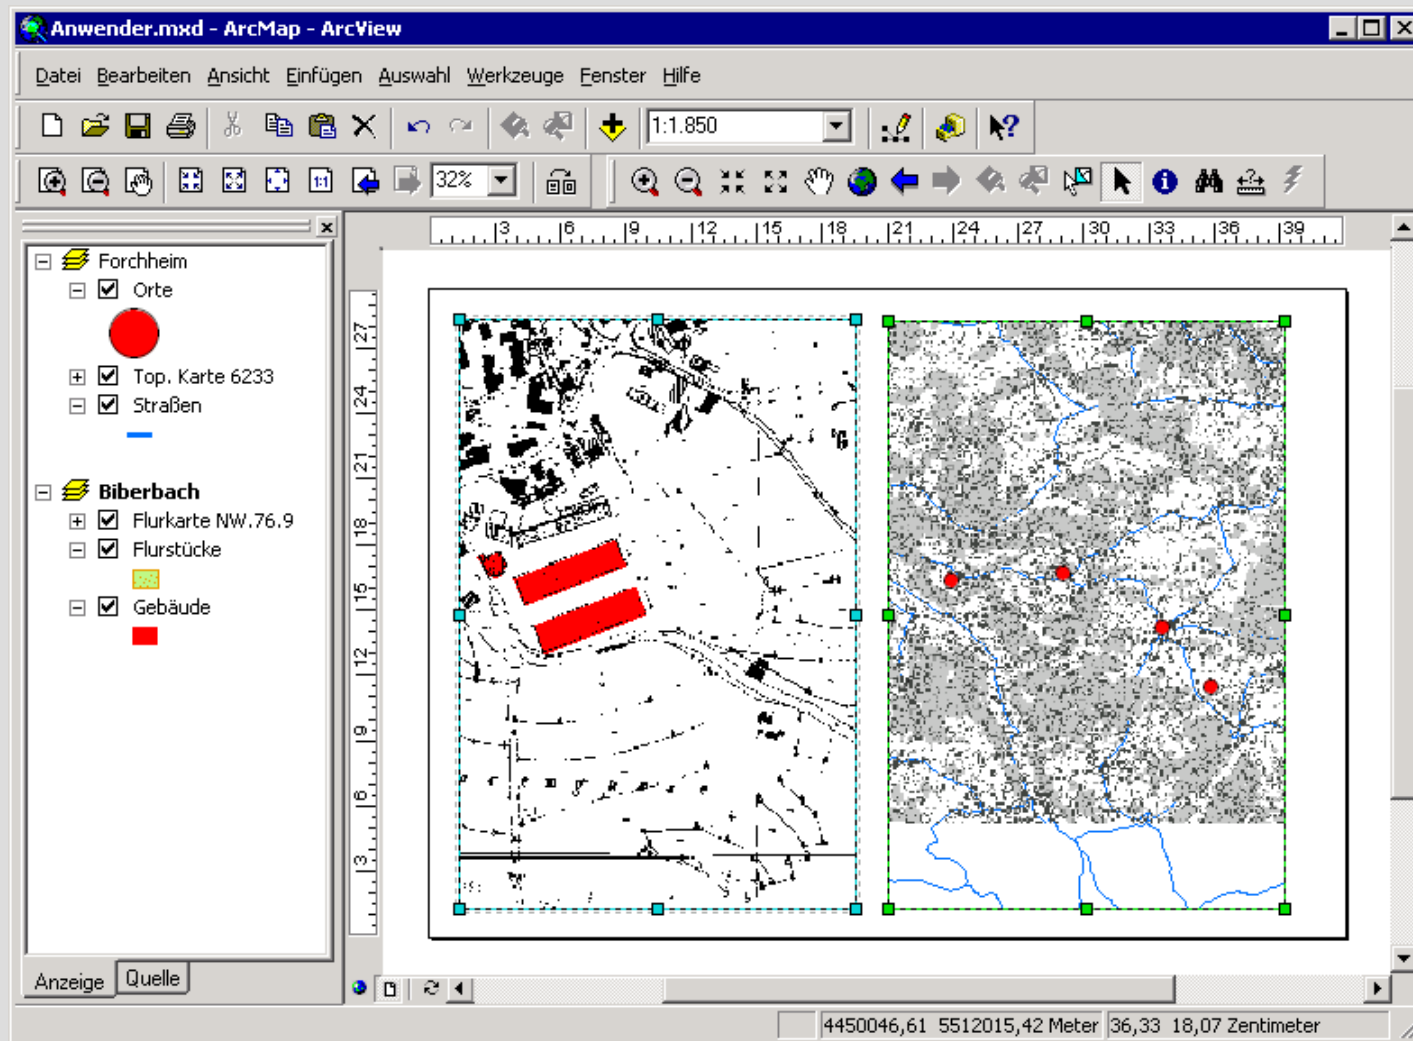 Anwender.mxd - ArcMap - ArcView
Datei Bearbeiten Ansicht Einfügen Auswahl Werkzeuge Fenster Hilfe
1:1.850
1:1 32%
3 6 9 12 15 18 21 24 27 30 33 36 39
Forchheim
Orte
Top. Karte 6233
Straßen
Biberbach
Flurkarte NW.76.9
Flurstücke
Gebäude
27
24
21
18
15
12
9
6
3
Anzeige Quelle
4450046,61 5512015,42 Meter 36,33 18,07 Zentimeter